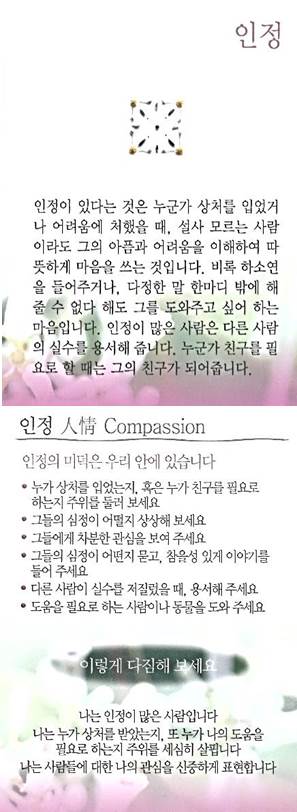 인정
인정이 있다는 것은 누군가 상처를 입었거
나 어려움에 처했을 때, 설사 모르는 사람
이라도 그의 아픔과 어려움을 이해하여 따
뜻하게 마음을 쓰는 것입니다. 비록 하소연
을 들어주거나, 다정한 말 한마디 밖에 해
줄 수 없다 해도 그를 도와주고 싶어 하는
마음입니다. 인정이 많은 사람은 다른 사람
의 실수를 용서해 줍니다. 누군가 친구를 필
요로 할 때는 그의 친구가 되어줍니다.
인정 人情 Compassion
인정의 미덕은 우리 안에 있습니다
• 누가 상처를 입었는지, 혹은 누가 친구를 필요로
하는지 주위를 둘러 보세요
• 그들의 심정이 어떨지 상상해 보세요
• 그들에게 차분한 관심을 보여 주세요
• 그들의 심정이 어떤지 묻고, 참을성 있게 이야기를
들어 주세요
• 다른 사람이 실수를 저질렀을 때, 용서해 주세요
• 도움을 필요로 하는 사람이나 동물을 도와 주세요
이렇게 다짐해 보세요
나는 인정이 많은 사람입니다
나는 누가 상처를 받았는지, 또 누가 나의 도움을
필요로 하는지 주위를 세심히 살핍니다
나는 사람들에 대한 나의 관심을 신중하게 표현합니다